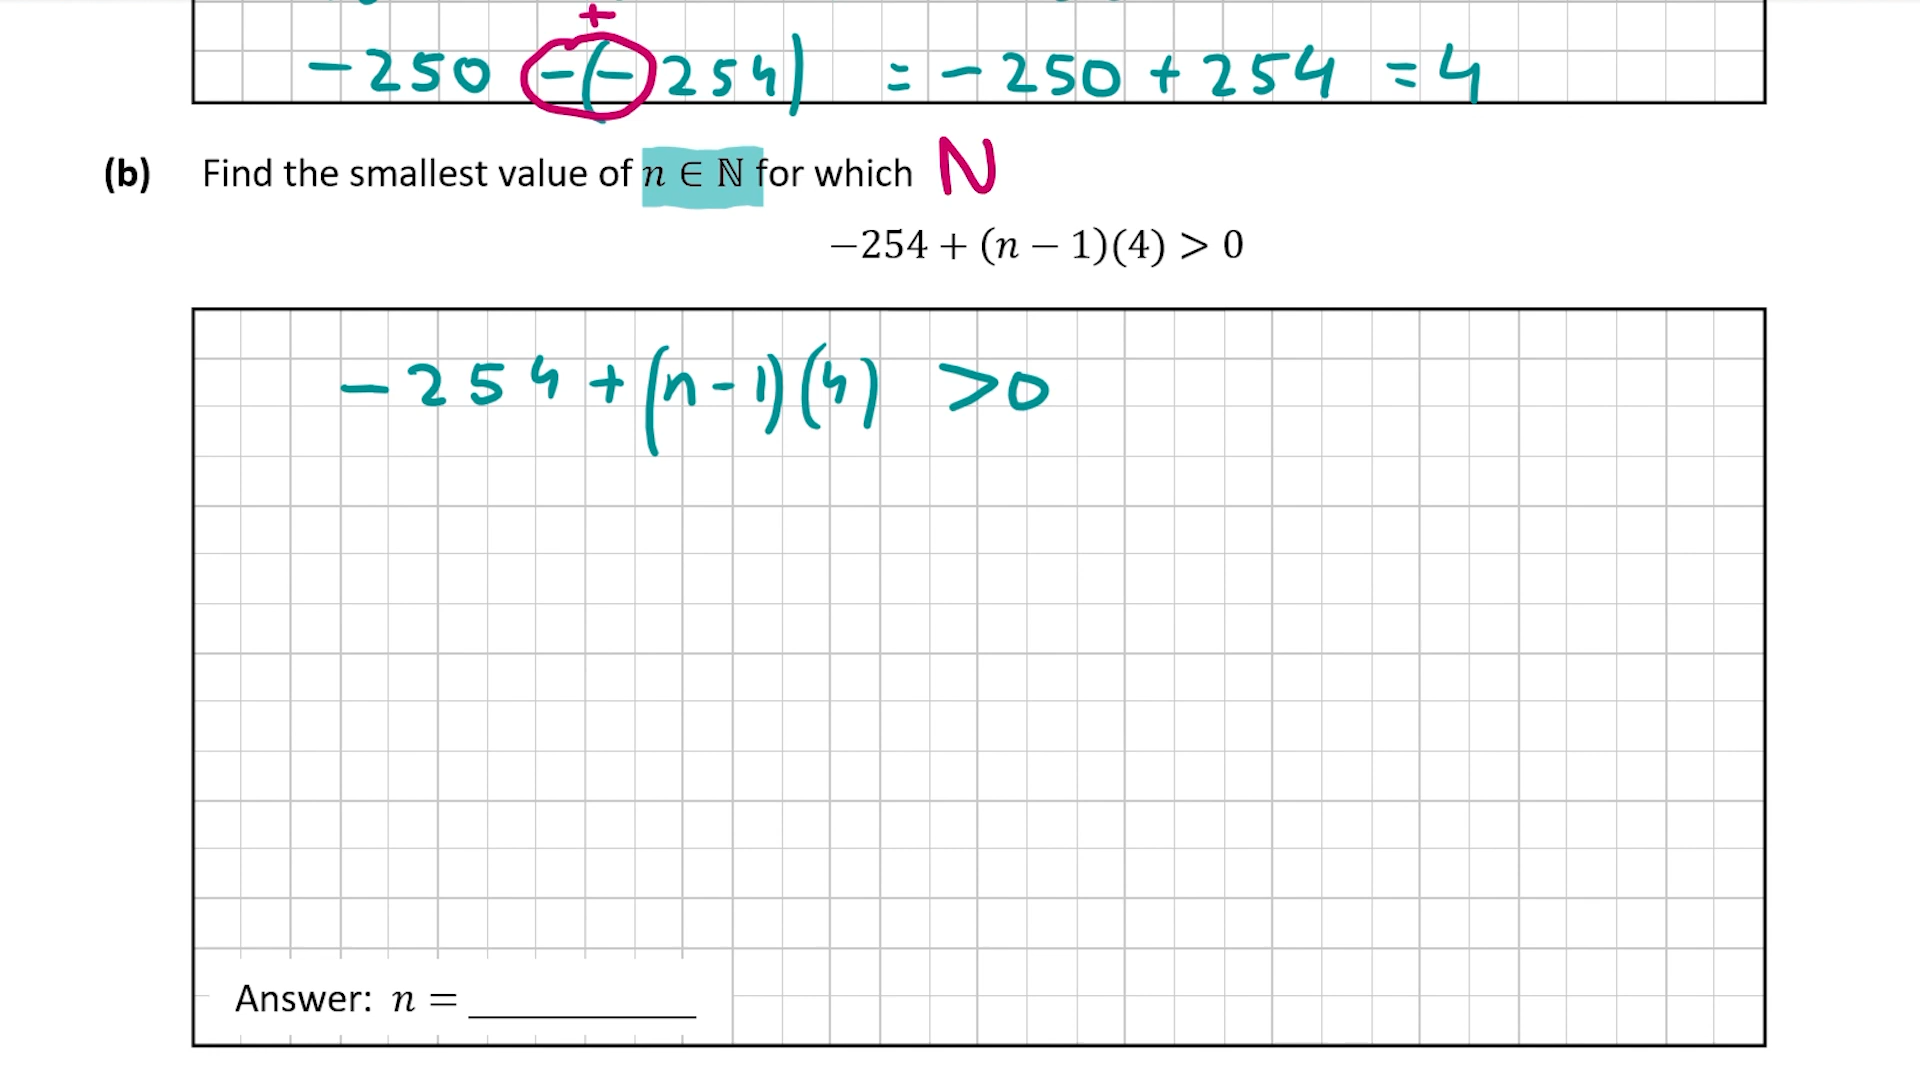 +
-250 -(-254) = -250 + 254 = 4
(b) Find the smallest value of n ∈ ℕ for which N
−254 + (n − 1)(4) > 0
-254 + (n-1)(4) >0
Answer: n = __________